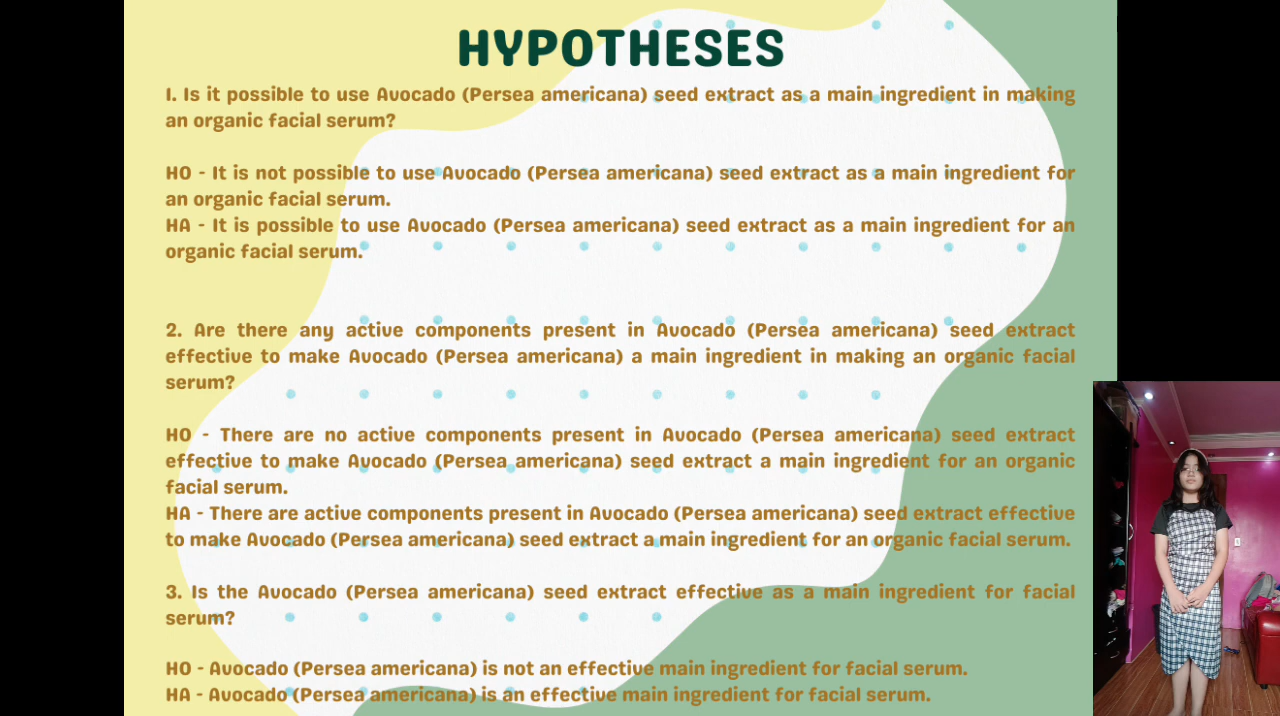 HYPOTHESES
1. Is it possible to use Avocado (Persea americana) seed extract as a main ingredient in making
an organic facial serum?
HO - It is not possible to use Avocado (Persea americana) seed extract as a main ingredient for
an organic facial serum.
HA - It is possible to use Avocado (Persea americana) seed extract as a main ingredient for an
organic facial serum.
2. Are there any active components present in Avocado (Persea americana) seed extract
effective to make Avocado (Persea americana) a main ingredient in making an organic facial
serum?
HO - There are no active components present in Avocado (Persea americana) seed extract
effective to make Avocado (Persea americana) seed extract a main ingredient for an organic
facial serum.
HA - There are active components present in Avocado (Persea americana) seed extract effective
to make Avocado (Persea americana) seed extract a main ingredient for an organic facial serum.
3. Is the Avocado (Persea americana) seed extract effective as a main ingredient for facial
serum?
HO - Avocado (Persea americana) is not an effective main ingredient for facial serum.
HA - Avocado (Persea americana) is an effective main ingredient for facial serum.